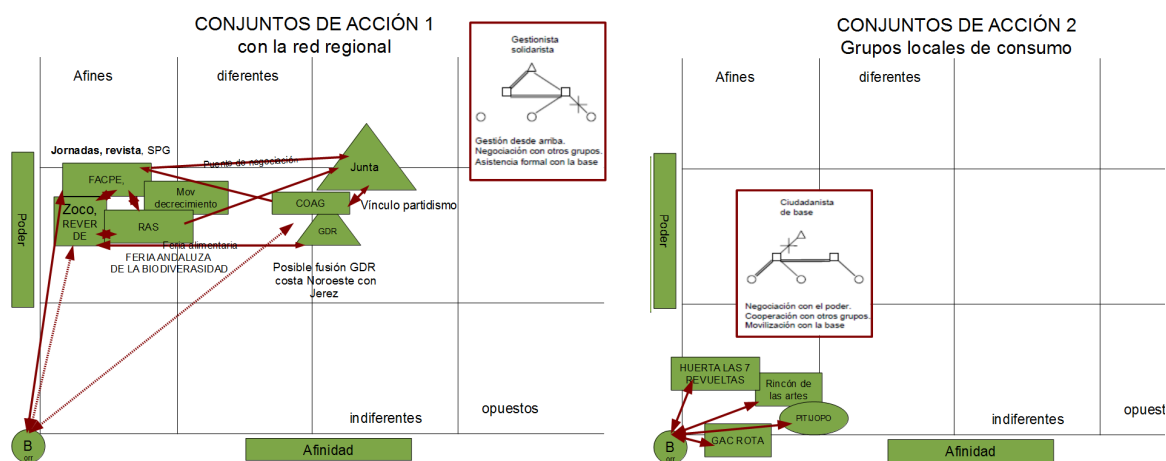 CONJUNTOS DE ACCIÓN 1
con la red regional
Afines
diferentes
Gestionista
solidarista
Gestión desde arriba.
Negociación con otros grupos.
Asistencia formal con la base
Jornadas, revista, SPG
Puente de negociación
FACPE,
Junta
Mov
decrecimiento
Zoco,
REVER
DE
RAS
COAG
Vínculo partidismo
GDR
Feria alimentaria
FERIA ANDALUZA
DE LA BIODIVERASIDAD
Posible fusión GDR
costa Noroeste con
Jerez
Poder
indiferentes
opuestos
B
orr
Afinidad
CONJUNTOS DE ACCIÓN 2
Grupos locales de consumo
Afines
diferentes
Poder
Ciudadanista
de base
Negociación con el poder.
Cooperación con otros grupos.
Movilización con la base
HUERTA LAS 7
REVUELTAS
Rincón de
las artes
PITUOPO
GAC ROTA
indiferentes
opuest
B
orr
Afinidad